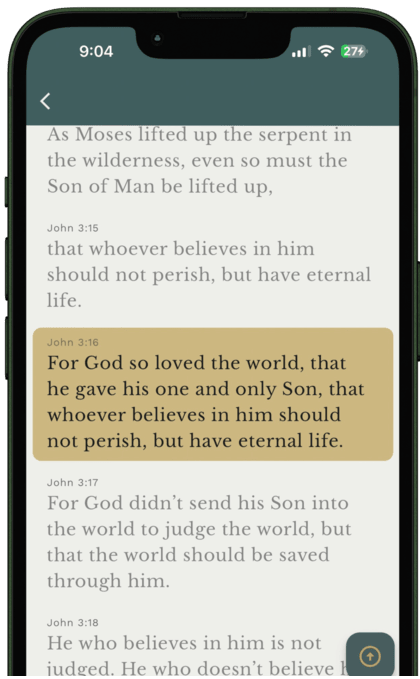 9:04
27
As Moses lifted up the serpent in
the wilderness, even so must the
Son of Man be lifted up,
John 3:15
that whoever believes in him
should not perish, but have eternal
life.
John 3:16
For God so loved the world, that
he gave his one and only Son, that
whoever believes in him should
not perish, but have eternal life.
John 3:17
For God didn’t send his Son into
the world to judge the world, but
that the world should be saved
through him.
John 3:18
He who believes in him is not
judged. He who doesn’t believe